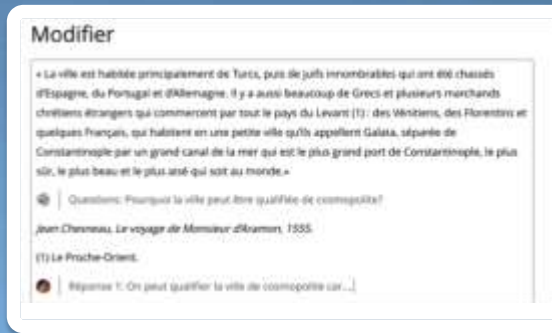 Modifier
« La ville est habitée principalement de Turcs, puis de juifs innombrables qui ont été chassés
d'Espagne, du Portugal et d'Allemagne. Il y a aussi beaucoup de Grecs et plusieurs marchands
chrétiens étrangers qui commercent par tout le pays du Levant (1) : des Vénitiens, des Florentins et
quelques Français, qui habitent en une petite ville qu'ils appellent Galata, séparée de
Constantinople par un grand canal de la mer qui est le plus grand port de Constantinople, le plus
sûr, le plus beau et le plus aisé qui soit au monde.»
Questions: Pourquoi la ville peut être qualifiée de cosmopolite?
Jean Chesneau, Le voyage de Monsieur d'Aramon, 1555.
(1) Le Proche-Orient.
Réponse 1: On peut qualifier la ville de cosmopolite car...